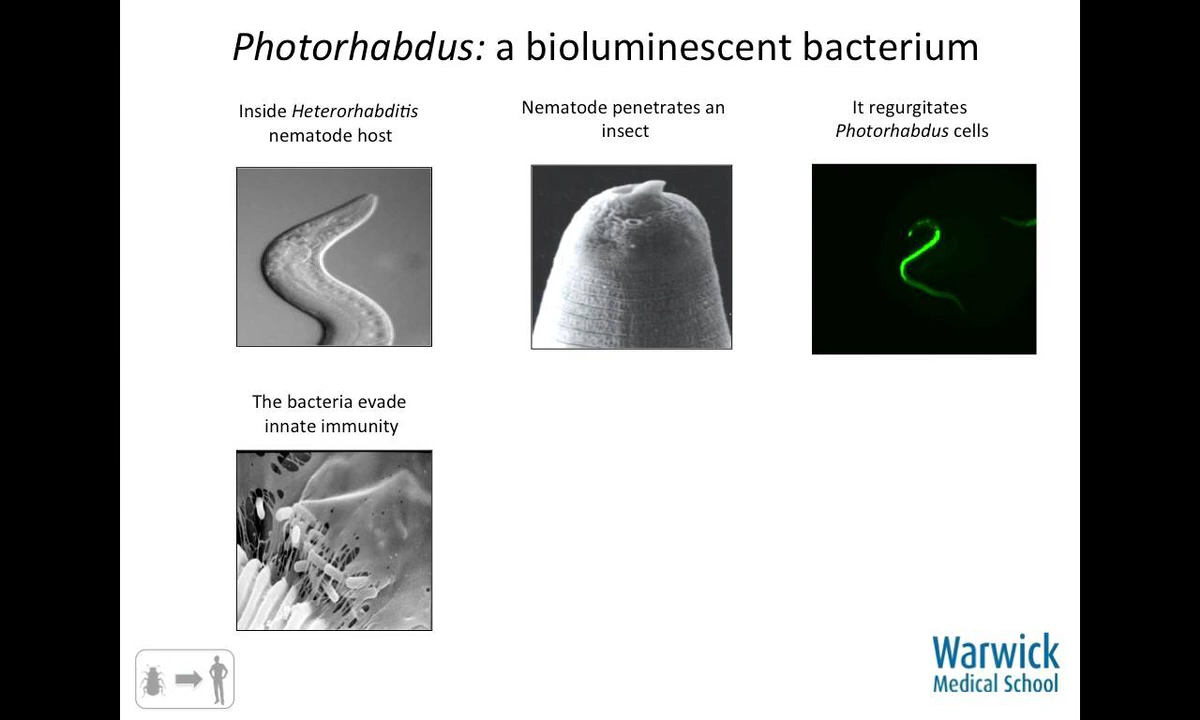 Photorhabdus: a bioluminescent bacterium
Inside Heterorhabditis
nematode host
Nematode penetrates an
insect
It regurgitates
Photorhabdus cells
The bacteria evade
innate immunity
Warwick
Medical School